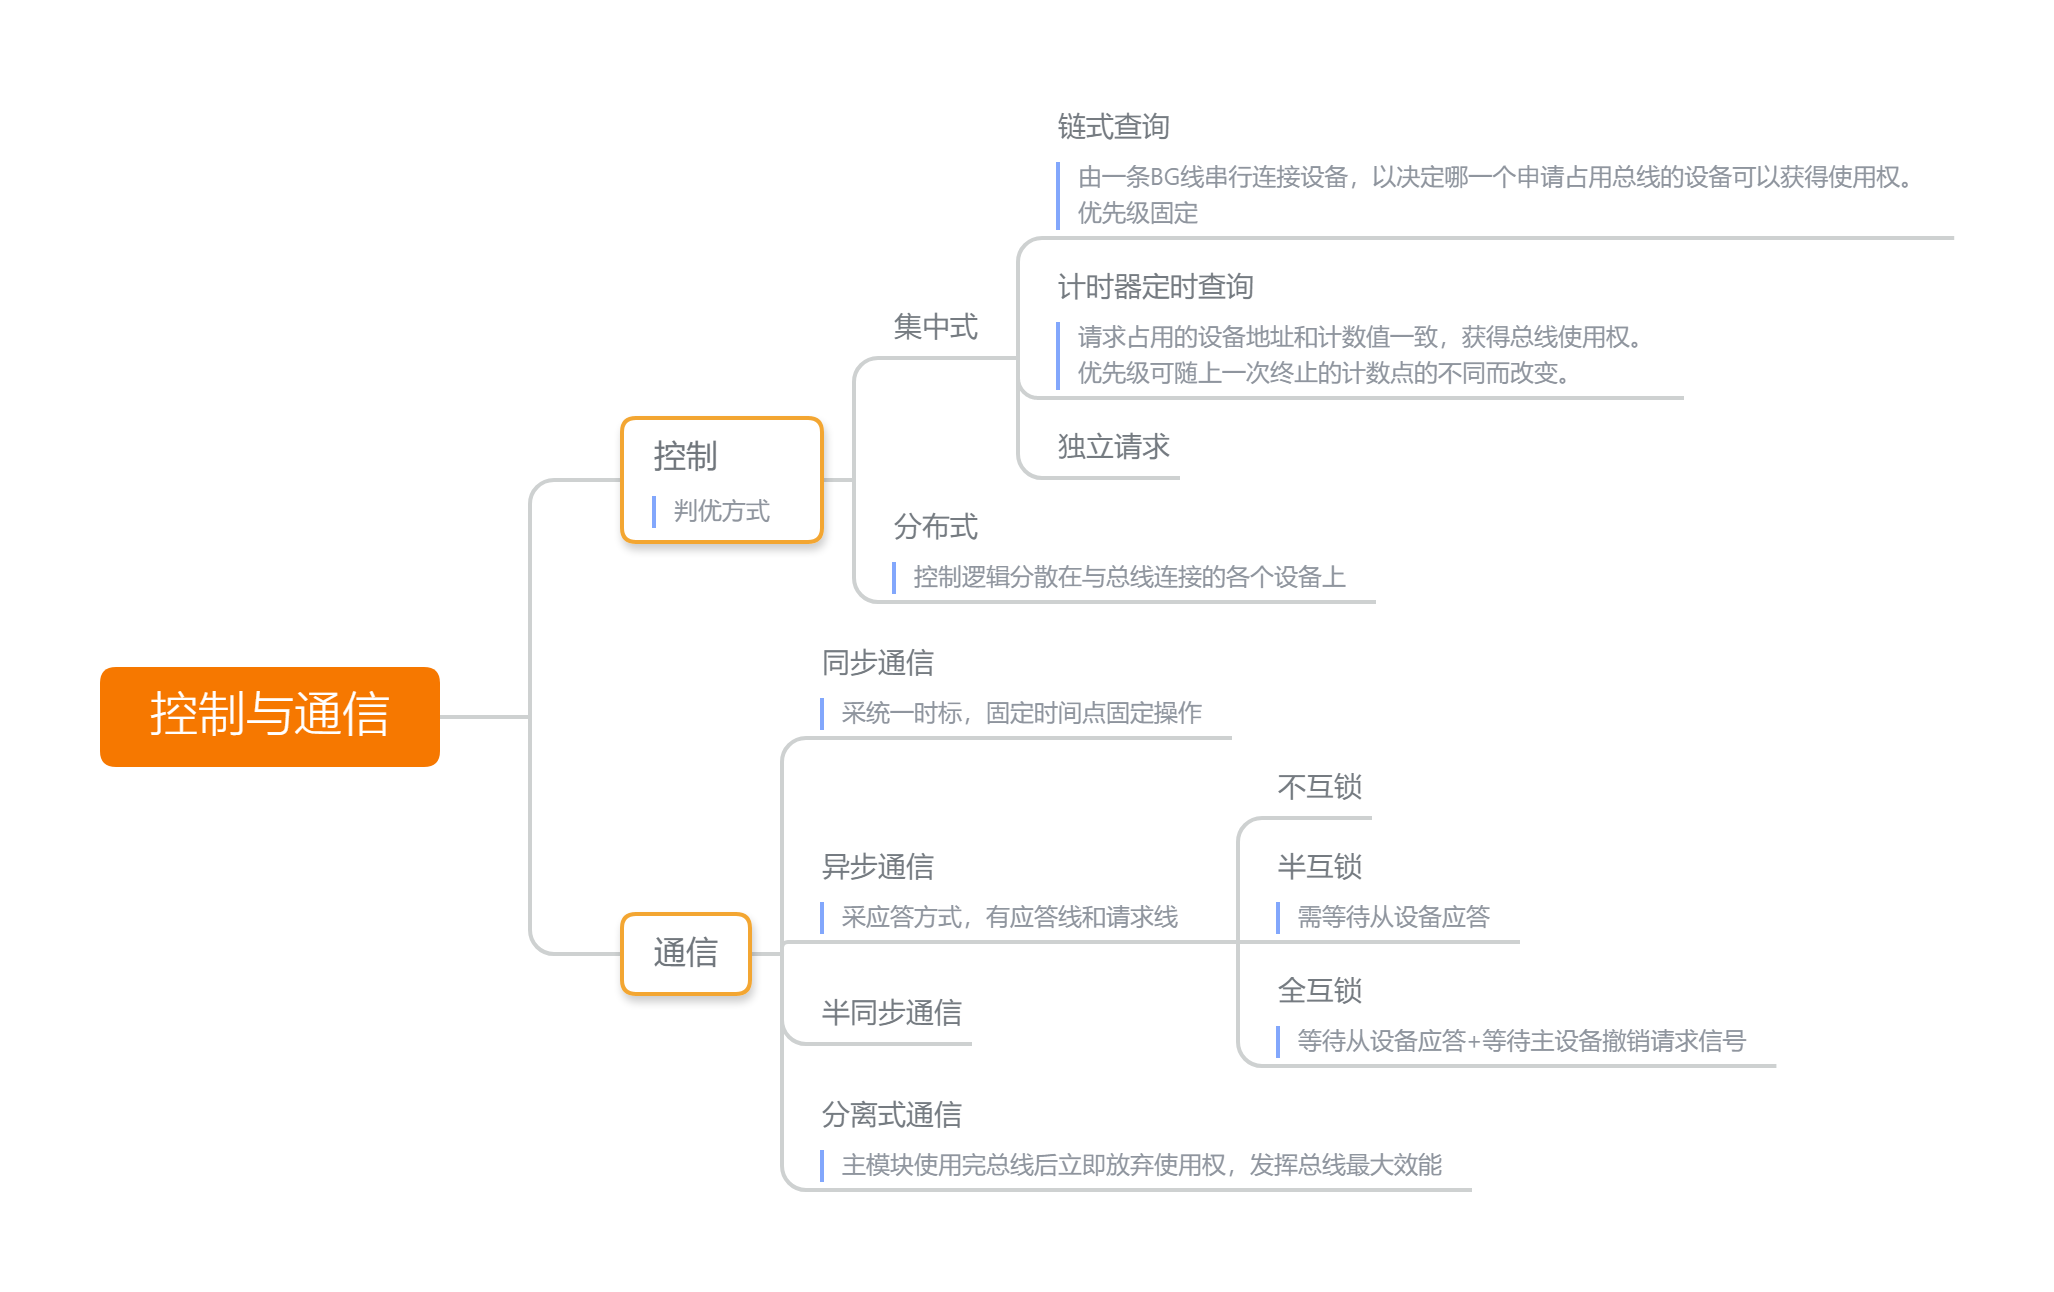 控制与通信
控制
判优方式
集中式
链式查询
由一条BG线串行连接设备，以决定哪一个申请占用总线的设备可以获得使用权。
优先级固定
计时器定时查询
请求占用的设备地址和计数值一致，获得总线使用权。
优先级可随上一次终止的计数点的不同而改变。
独立请求
分布式
控制逻辑分散在与总线连接的各个设备上
通信
同步通信
采统一时标，固定时间点固定操作
异步通信
采应答方式，有应答线和请求线
不互锁
半互锁
需等待从设备应答
全互锁
等待从设备应答+等待主设备撤销请求信号
半同步通信
分离式通信
主模块使用完总线后立即放弃使用权，发挥总线最大效能